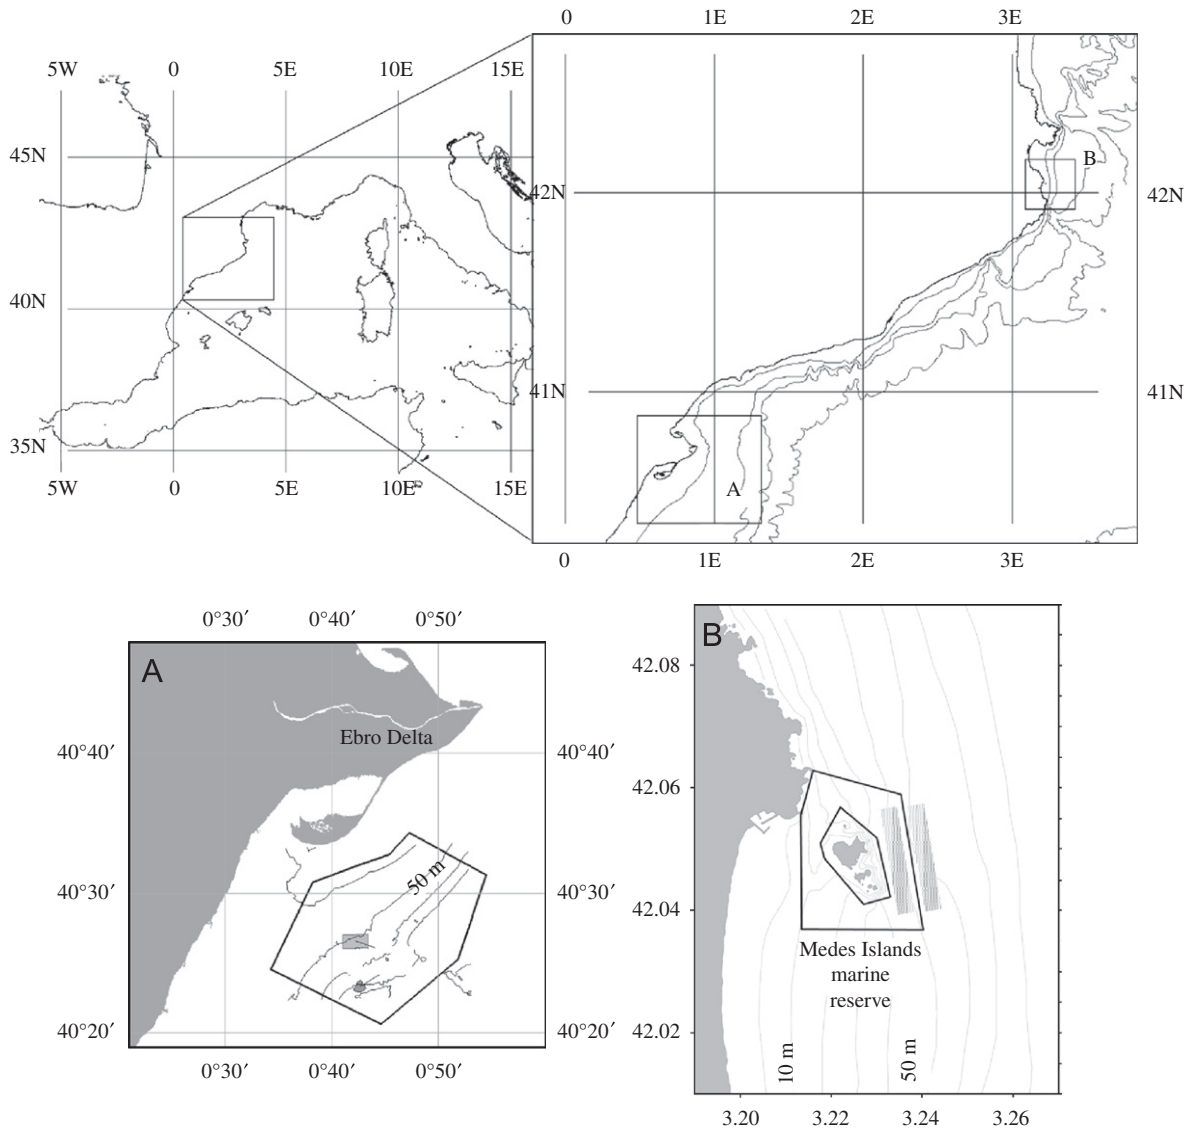 0 1E 2E 3E
5W 0 5E 10E 15E
45N
B
42N 42N
40N
41N 41N
35N
A
5W 0 5E 10E 15E
0 1E 2E 3E
0°30′ 0°40′ 0°50′
A
Ebro Delta
40°40′ 40°40′
50 m
40°30′ 40°30′
40°20′ 40°20′
0°30′ 0°40′ 0°50′
B
42.08
42.06
42.04
Medes Islands
marine
reserve
42.02
10 m 50 m
3.20 3.22 3.24 3.26